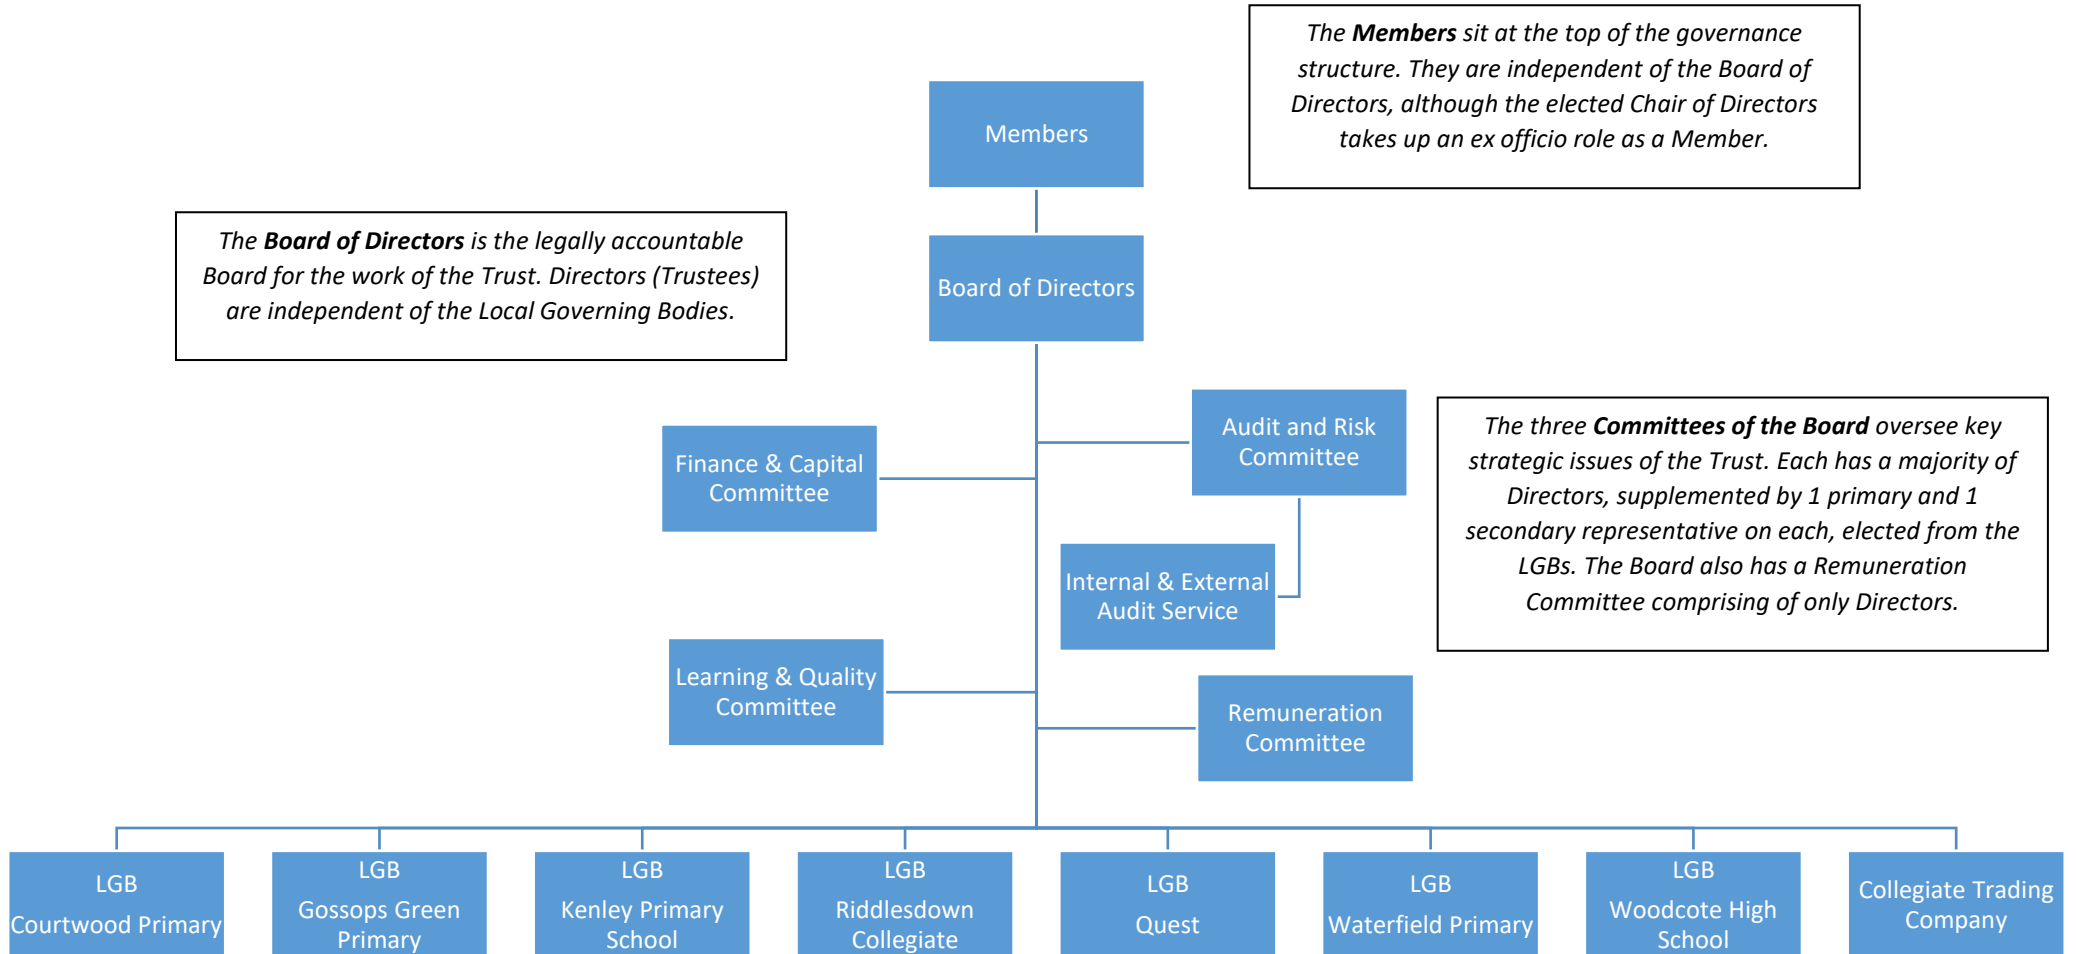 The Members sit at the top of the governance
structure. They are independent of the Board of
Directors, although the elected Chair of Directors
takes up an ex officio role as a Member.
Members
The Board of Directors is the legally accountable
Board for the work of the Trust. Directors (Trustees)
are independent of the Local Governing Bodies.
Board of Directors
Finance & Capital
Committee
Audit and Risk
Committee
The three Committees of the Board oversee key
strategic issues of the Trust. Each has a majority of
Directors, supplemented by 1 primary and 1
secondary representative on each, elected from the
LGBs. The Board also has a Remuneration
Committee comprising of only Directors.
Internal & External
Audit Service
Learning & Quality
Committee
Remuneration
Committee
LGB
Courtwood Primary
LGB
Gossops Green
Primary
LGB
Kenley Primary
School
LGB
Riddlesdown
Collegiate
LGB
Quest
LGB
Waterfield Primary
LGB
Woodcote High
School
Collegiate Trading
Company